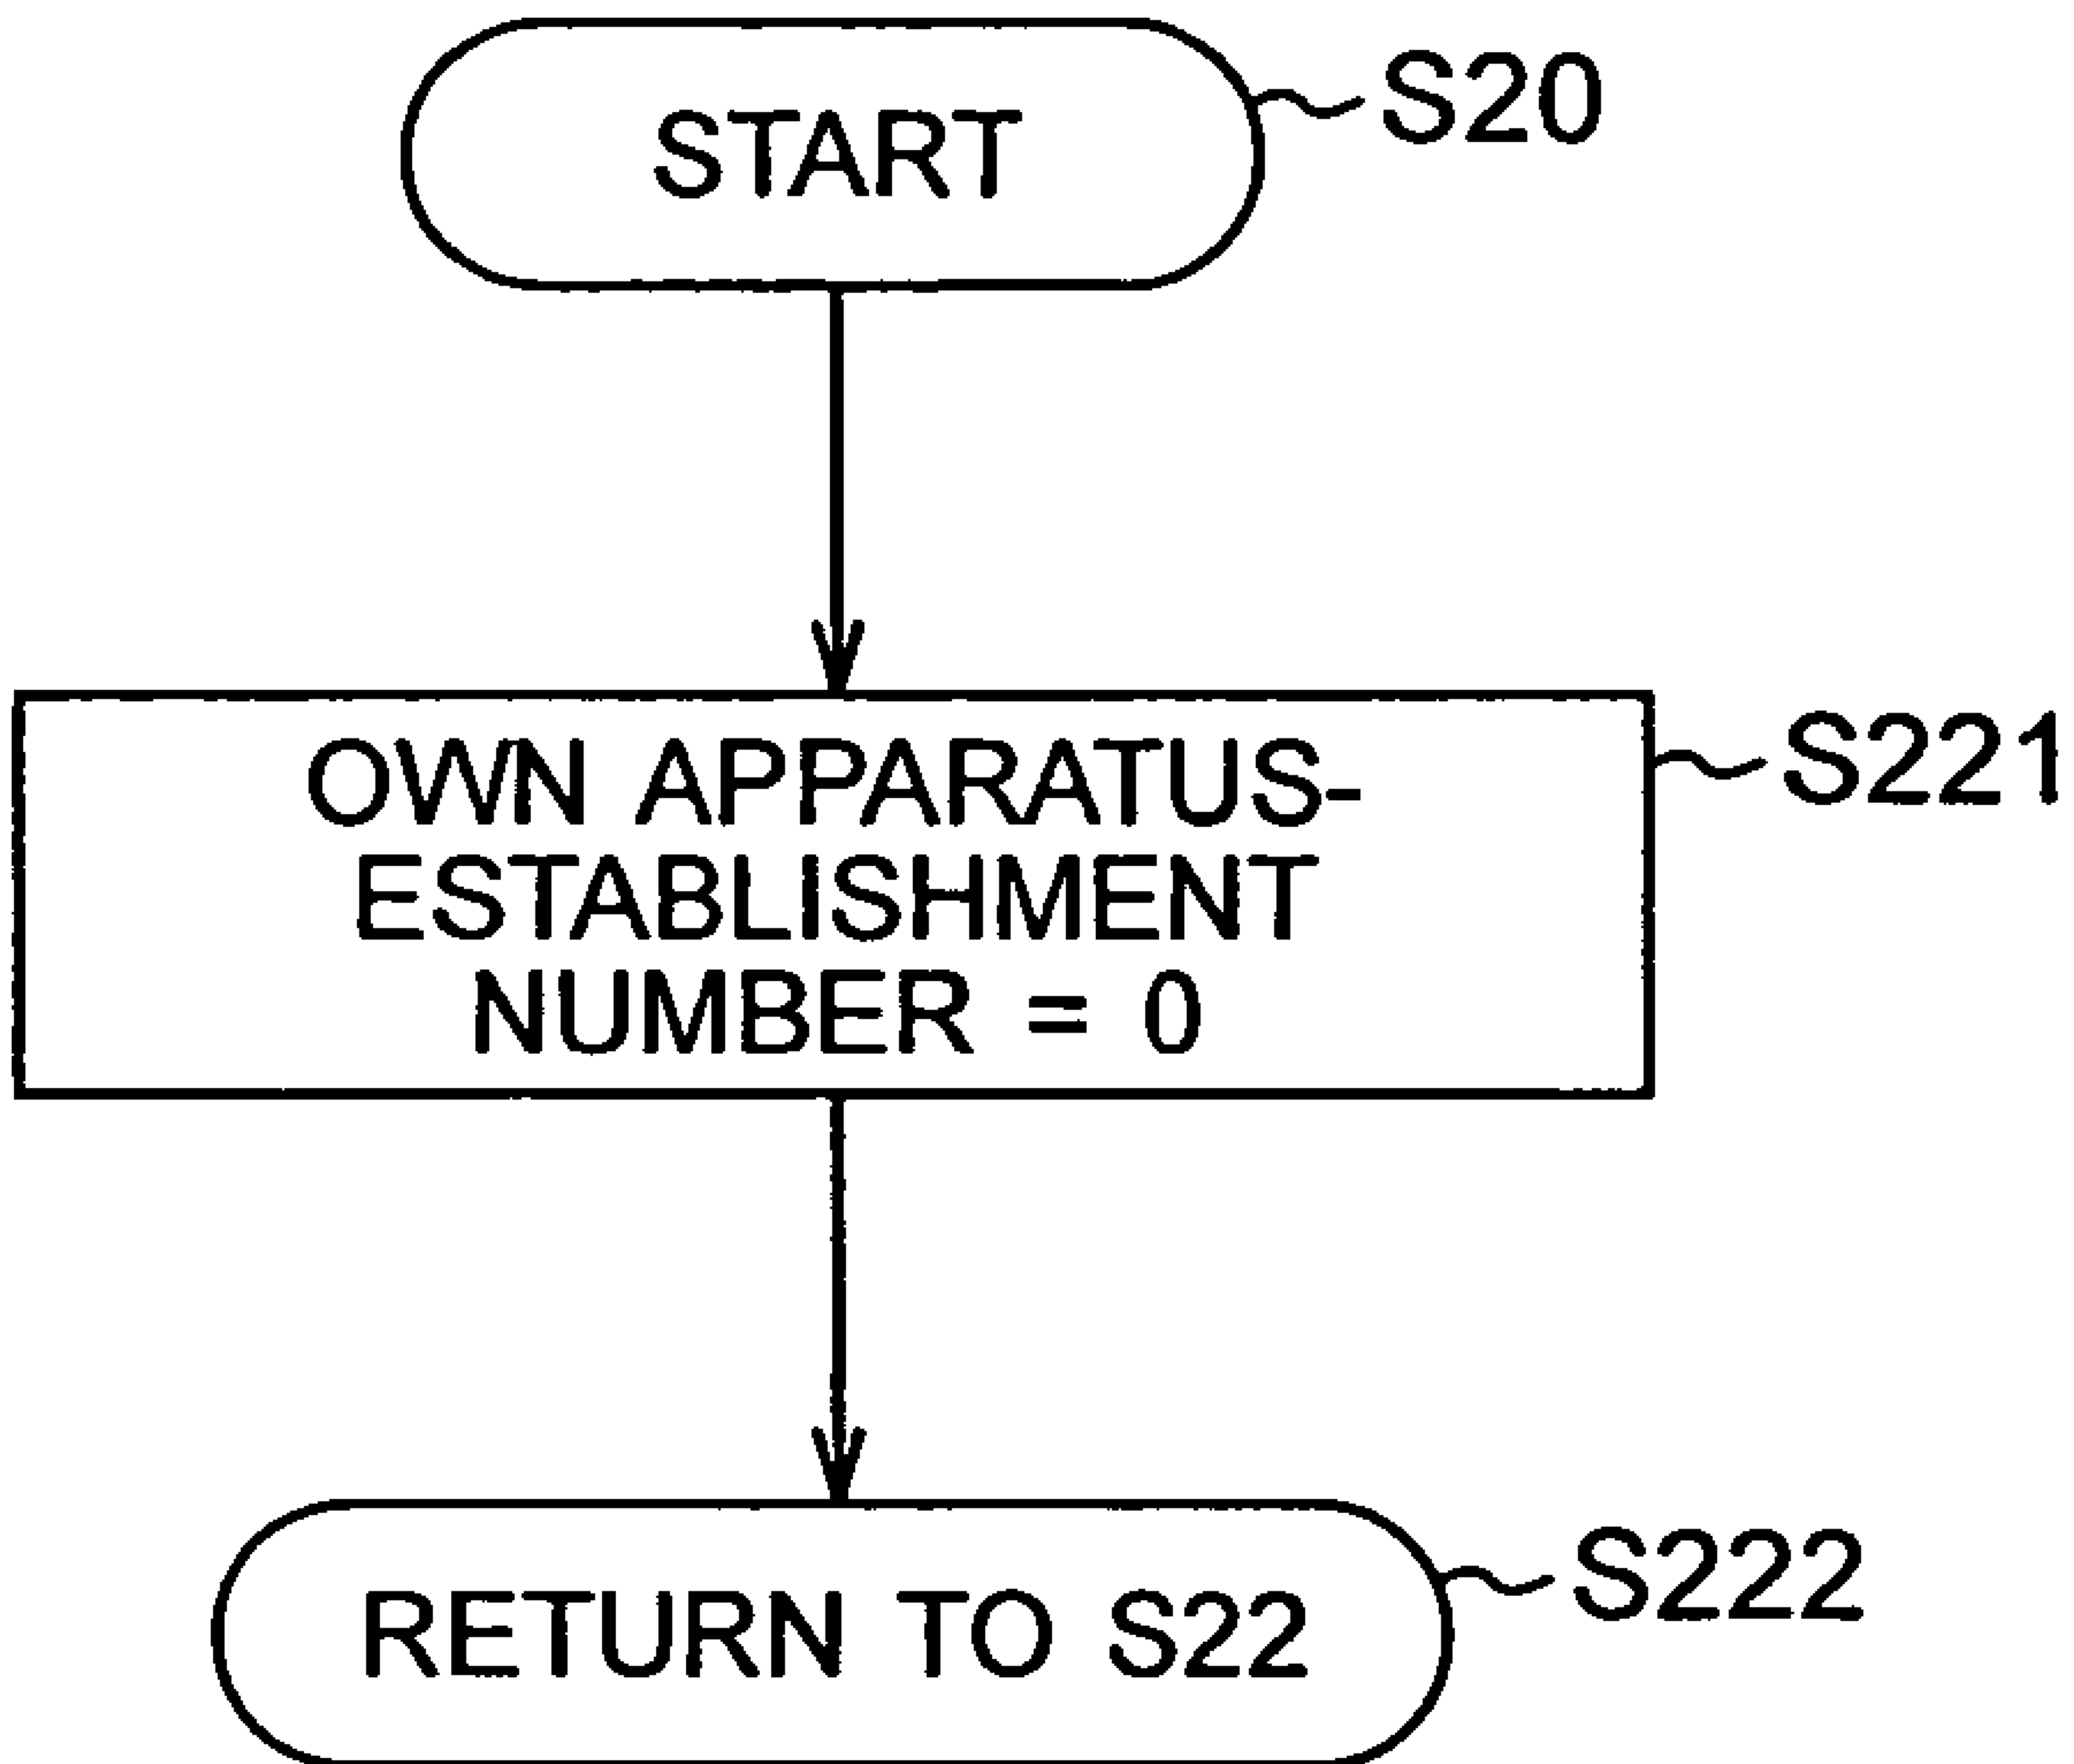 START
S20
OWN APPARATUS-
ESTABLISHMENT
NUMBER = 0
S221
RETURN TO S22
S222